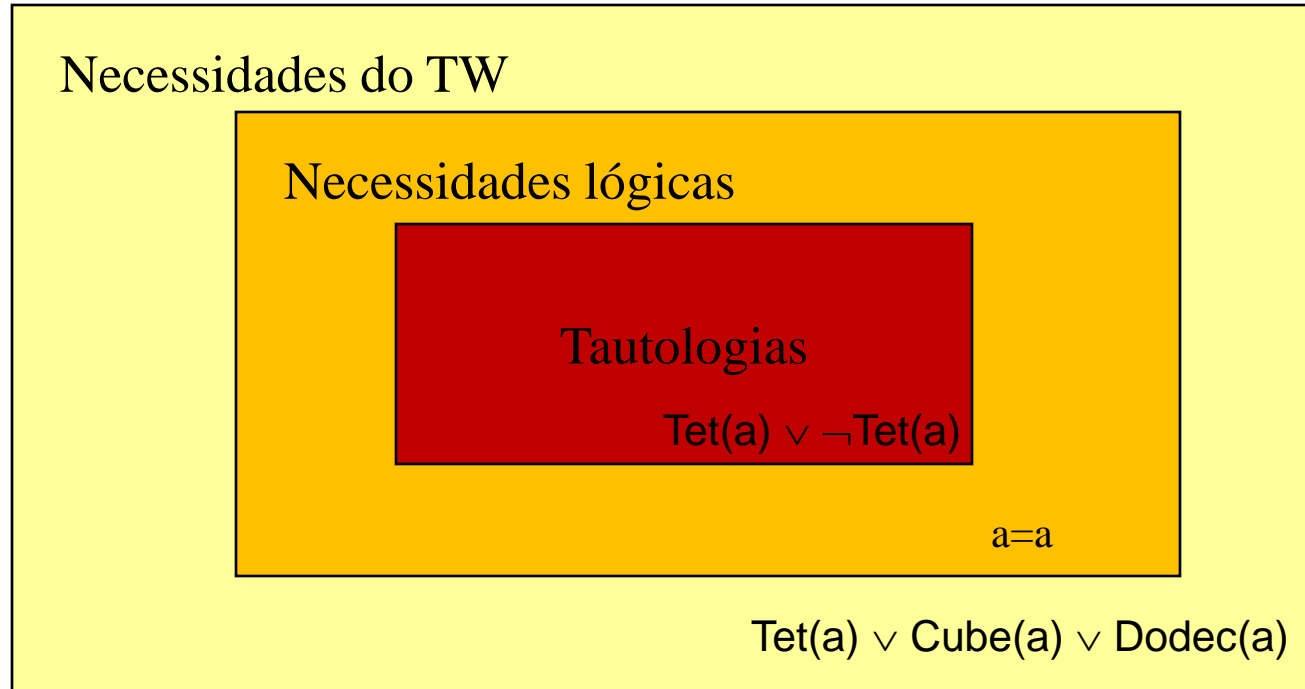 Necessidades do TW
Necessidades lógicas
Tautologias
Tet(a) ∨ ¬Tet(a)
a=a
Tet(a) ∨ Cube(a) ∨ Dodec(a)